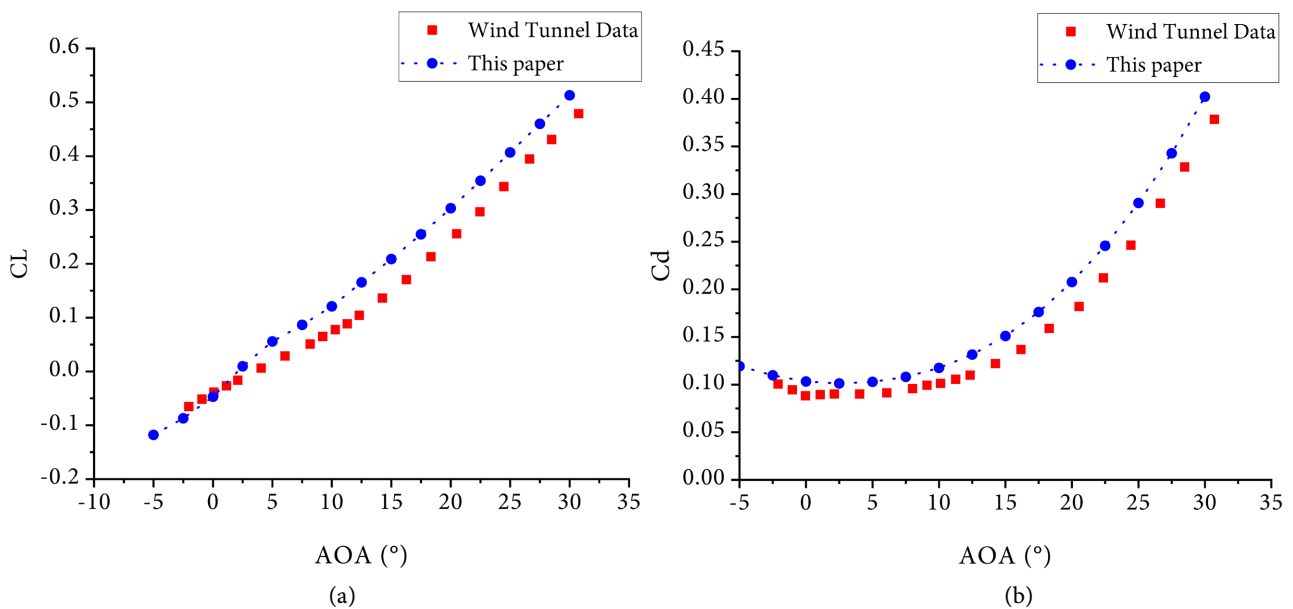 Wind Tunnel Data
This paper
0.6
0.5
0.4
0.3
0.2
0.1
0.0
-0.1
-0.2
CL
-10 -5 0 5 10 15 20 25 30 35
AOA (°)
(a)
Wind Tunnel Data
This paper
0.45
0.40
0.35
0.30
0.25
0.20
0.15
0.10
0.05
0.00
Cd
-5 0 5 10 15 20 25 30 35
AOA (°)
(b)